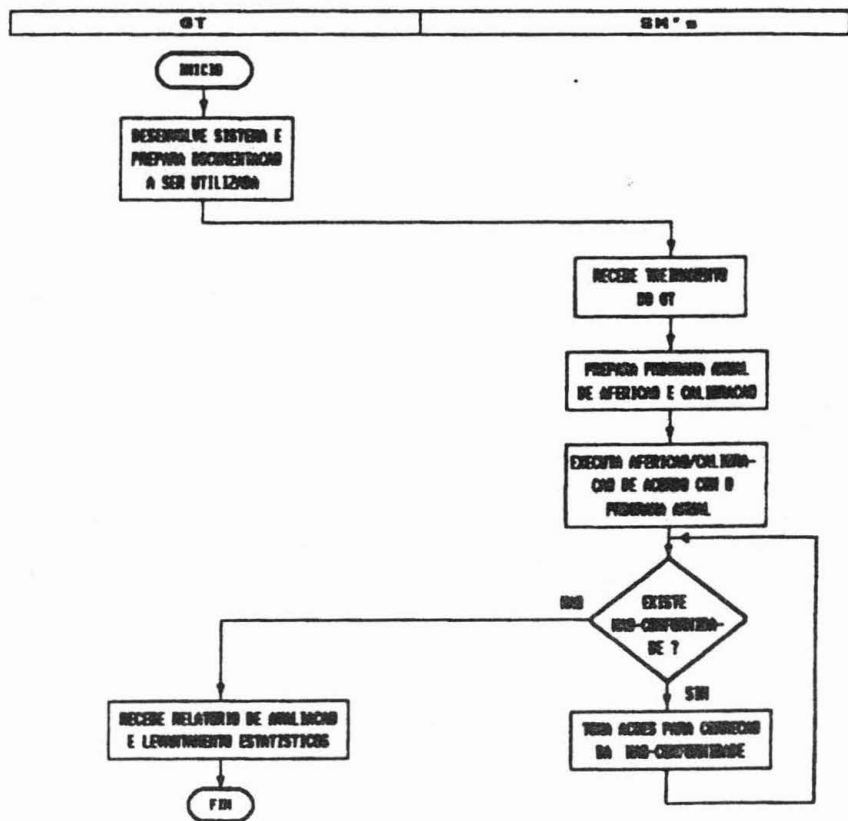 GT
SM's
INICIO
DESENVOLVE SISTEMA E
PREPARA DOCUMENTACAO
A SER UTILIZADA
RECEBE TREINAMENTO
DO GT
PREPARA PROGRAMA ANUAL
DE AFERICAO E CALIBRACAO
EXECUTA AFERICAO/CALIBRA-
CAO DE ACORDO COM O
PROGRAMA ANUAL
EXISTE
NAO-CONFORMIDA-
DE ?
NAO
SIM
TOMA ACOES PARA CORRECAO
DA NAO-CONFORMIDADE
RECEBE RELATORIO DE AVALIACAO
E LEVANTAMENTO ESTATISTICOS
FIM